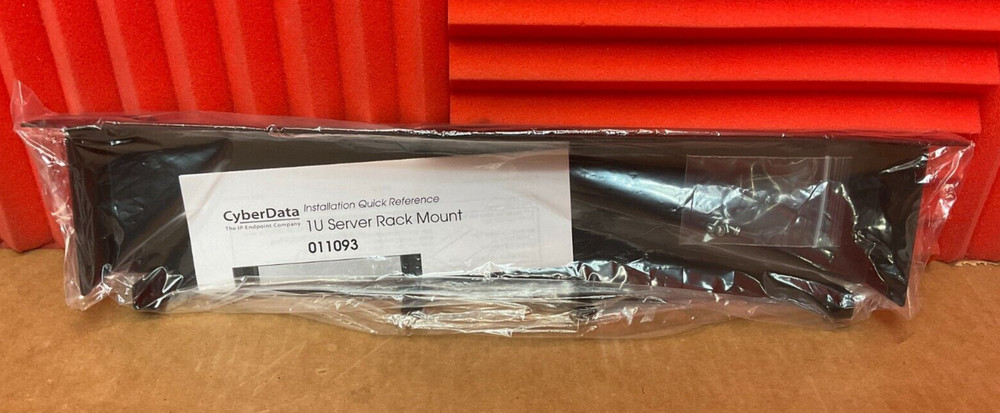 CyberData
The IP Endpoint Company
Installation Quick Reference
1U Server Rack Mount
011093